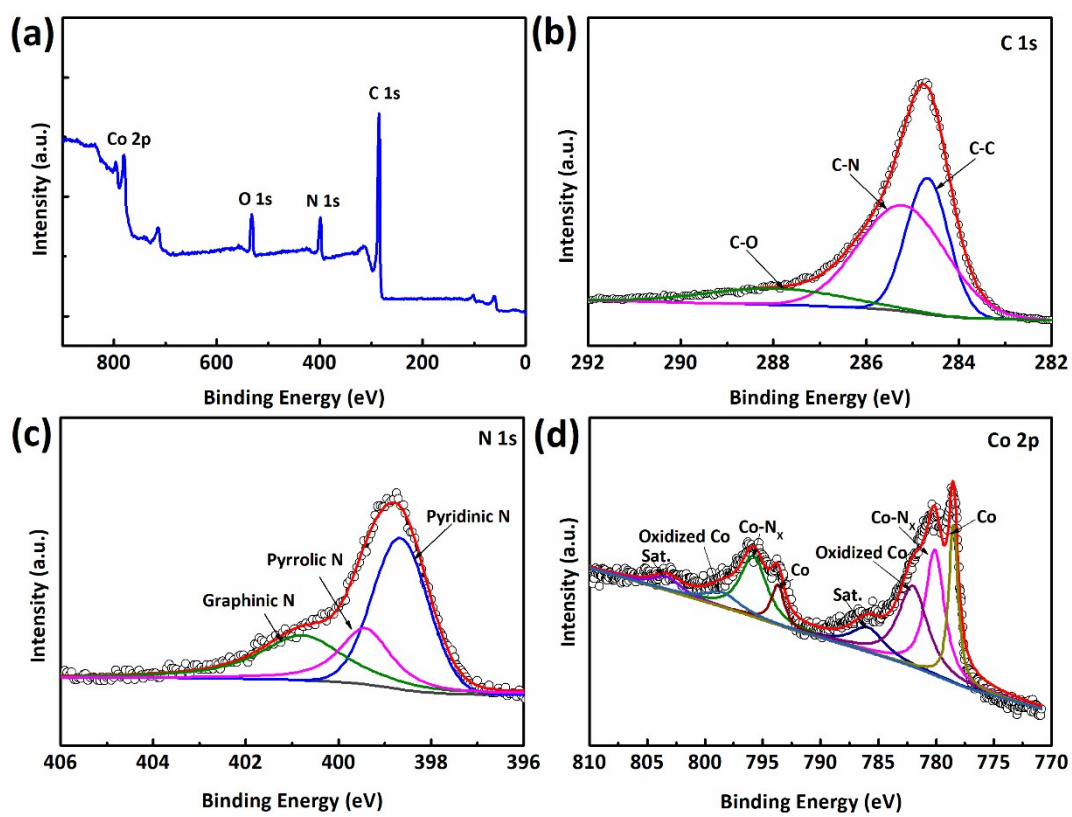 (a)
Co 2p
O 1s
N 1s
C 1s
Intensity (a.u.)
800
600
400
200
0
Binding Energy (eV)
(b)
C 1s
C-N
C-C
C-O
Intensity (a.u.)
292
290
288
286
284
282
Binding Energy (eV)
(c)
N 1s
Pyridinic N
Pyrrolic N
Graphinic N
Intensity (a.u.)
406
404
402
400
398
396
Binding Energy (eV)
(d)
Co 2p
Sat.
Oxidized Co
Co-Nx
Co
Sat.
Oxidized Co
Co-Nx
Co
Intensity (a.u.)
810
805
800
795
790
785
780
775
770
Binding Energy (eV)